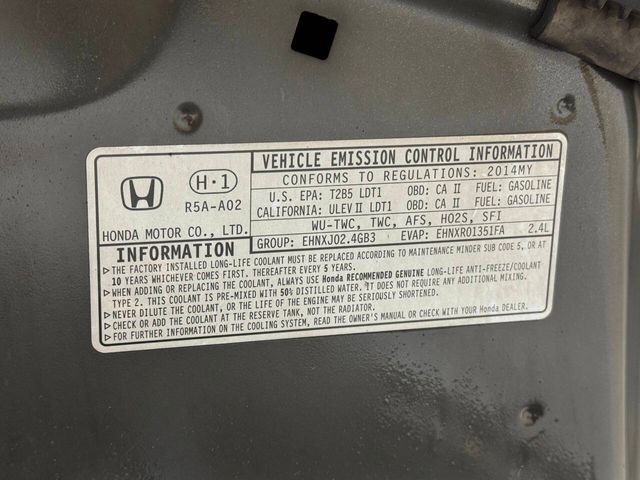 VEHICLE EMISSION CONTROL INFORMATION
CONFORMS TO REGULATIONS: 2014MY
U.S. EPA: T2B5 LDT1 OBD: CA II FUEL: GASOLINE
CALIFORNIA: ULEV II LDT1 OBD: CA II FUEL: GASOLINE
WU-TWC, TWC, AFS, HO2S, SFI
GROUP: EHNXJ02.4GB3 EVAP: EHNXR01351FA 2.4L
H·1
R5A-A02
HONDA MOTOR CO., LTD.
INFORMATION
▷THE FACTORY INSTALLED LONG-LIFE COOLANT MUST BE REPLACED ACCORDING TO MAINTENANCE MINDER SUB CODE 5, OR AT
10 YEARS WHICHEVER COMES FIRST. THEREAFTER EVERY 5 YEARS.
▷WHEN ADDING OR REPLACING THE COOLANT, ALWAYS USE Honda RECOMMENDED GENUINE LONG-LIFE ANTI-FREEZE/COOLANT
TYPE 2. THIS COOLANT IS PRE-MIXED WITH 50% DISTILLED WATER. IT DOES NOT REQUIRE ANY ADDITIONAL MIXING.
▷NEVER DILUTE THE COOLANT, OR THE LIFE OF THE ENGINE MAY BE SERIOUSLY SHORTENED.
▷CHECK OR ADD THE COOLANT AT THE RESERVE TANK, NOT THE RADIATOR.
▷FOR FURTHER INFORMATION ON THE COOLING SYSTEM, READ THE OWNER'S MANUAL OR CHECK WITH YOUR Honda DEALER.